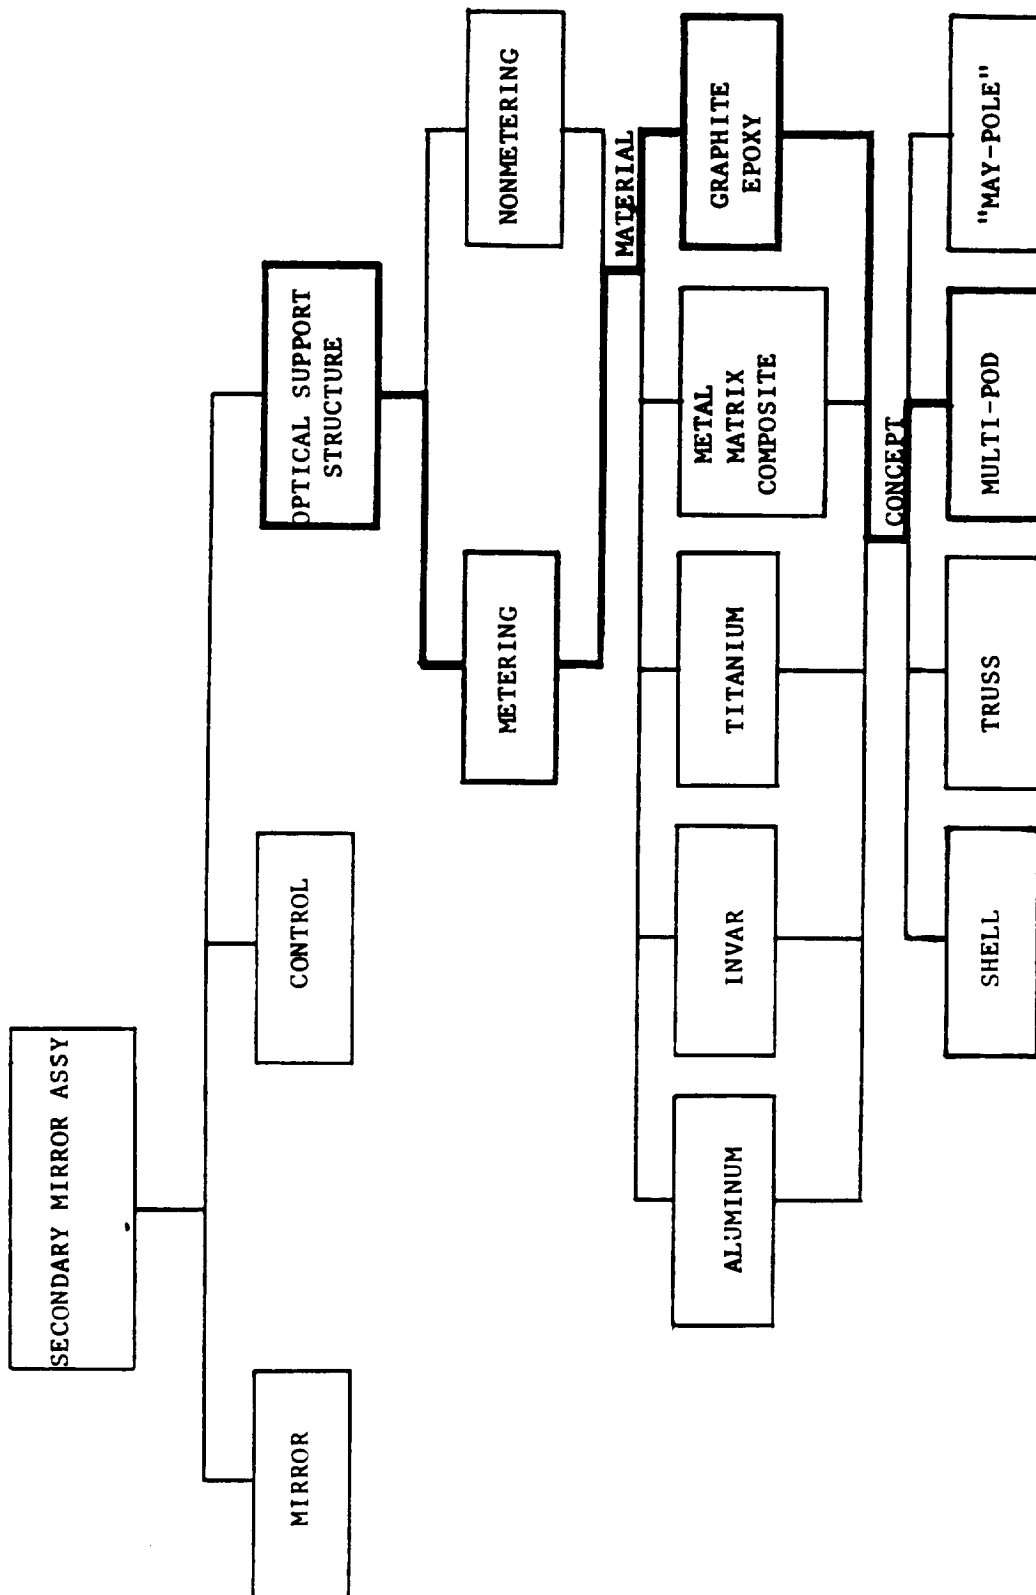 SECONDARY MIRROR ASSY
MIRROR
CONTROL
OPTICAL SUPPORT
STRUCTURE
METERING
NONMETERING
MATERIAL
ALUMINUM
INVAR
TITANIUM
METAL
MATRIX
COMPOSITE
GRAPHITE
EPOXY
CONCEPT
SHELL
TRUSS
MULTI-POD
"MAY-POLE"